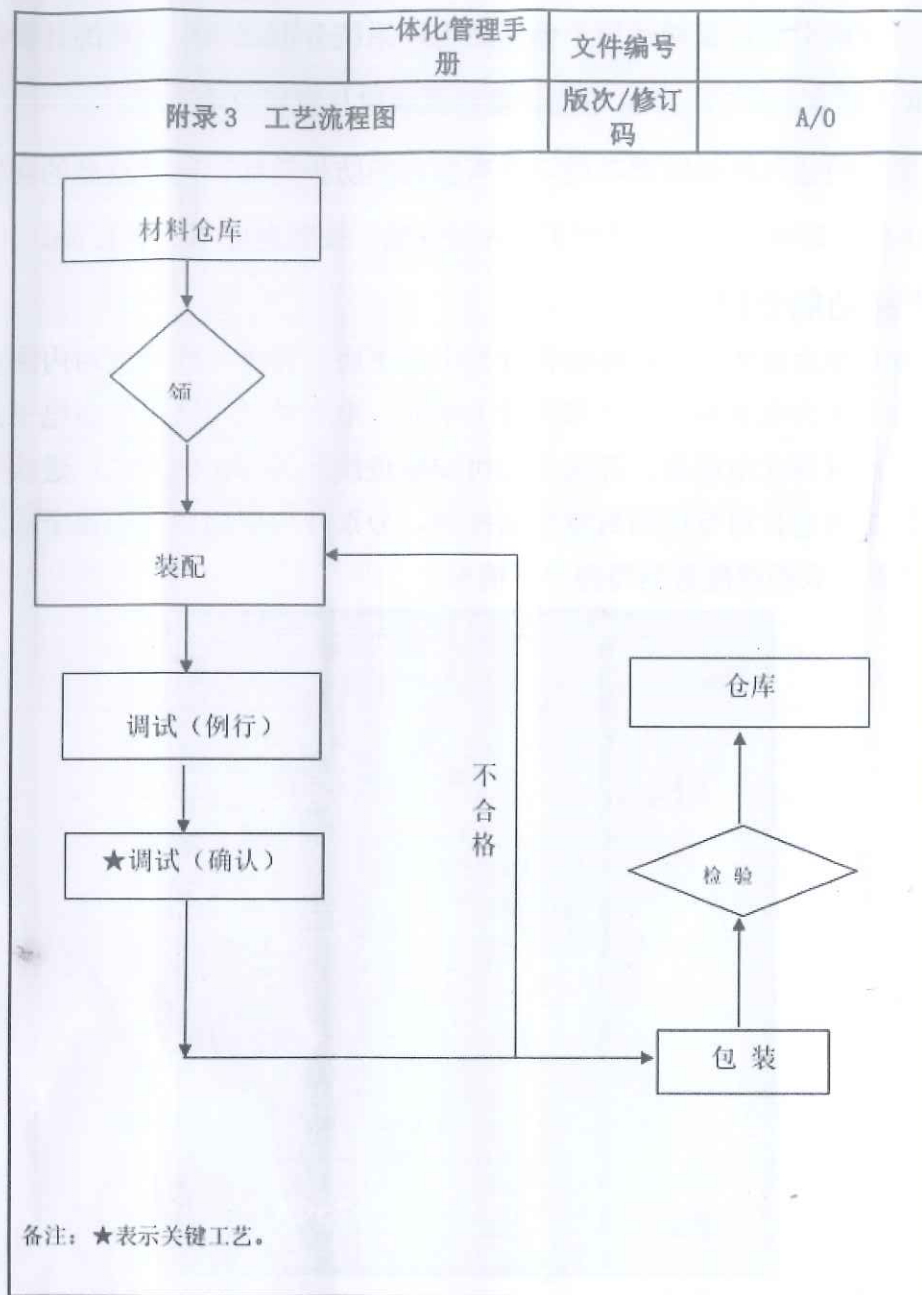 一体化管理手
册
文件编号
附录 3 工艺流程图
版次/修订
码
A/0
材料仓库
领
装配
调试（例行）
★调试（确认）
不
合
格
仓库
检 验
包 装
备注：★表示关键工艺。